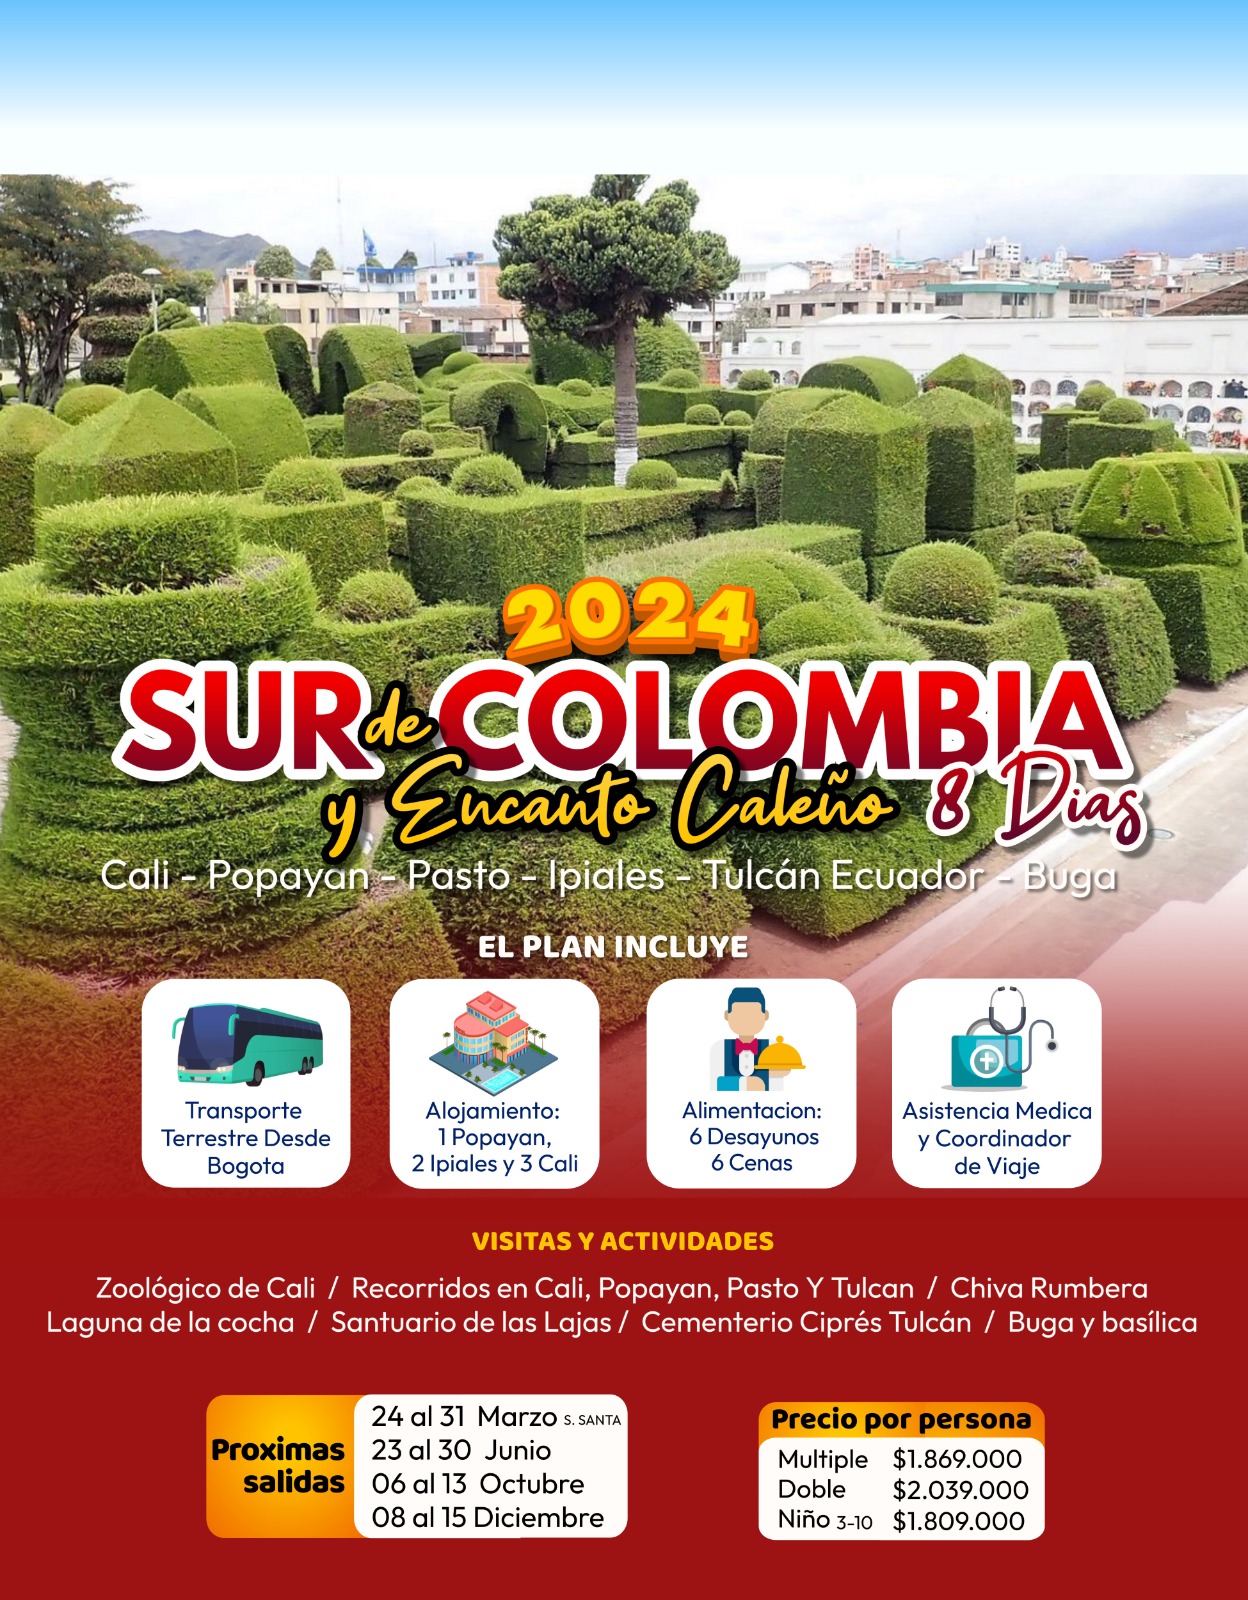 2024
SUR de COLOMBIA
y Encanto Caleño 8 Dias
Cali - Popayan - Pasto - Ipiales - Tulcán Ecuador - Buga
EL PLAN INCLUYE
Transporte
Terrestre Desde
Bogota
Alojamiento:
1 Popayan,
2 Ipiales y 3 Cali
Alimentacion:
6 Desayunos
6 Cenas
Asistencia Medica
y Coordinador
de Viaje
VISITAS Y ACTIVIDADES
Zoológico de Cali / Recorridos en Cali, Popayan, Pasto Y Tulcan / Chiva Rumbera
Laguna de la cocha / Santuario de las Lajas / Cementerio Ciprés Tulcán / Buga y basílica
Proximas
salidas
24 al 31 Marzo S. SANTA
23 al 30 Junio
06 al 13 Octubre
08 al 15 Diciembre
Precio por persona
Multiple $1.869.000
Doble $2.039.000
Niño 3-10 $1.809.000